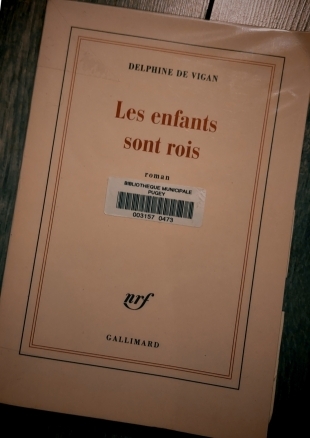 DELPHINE DE VIGAN
Les enfants
sont rois
roman
BIBLIOTHEQUE MUNICIPALE
PUGEY
003157 0473
nrf
GALLIMARD